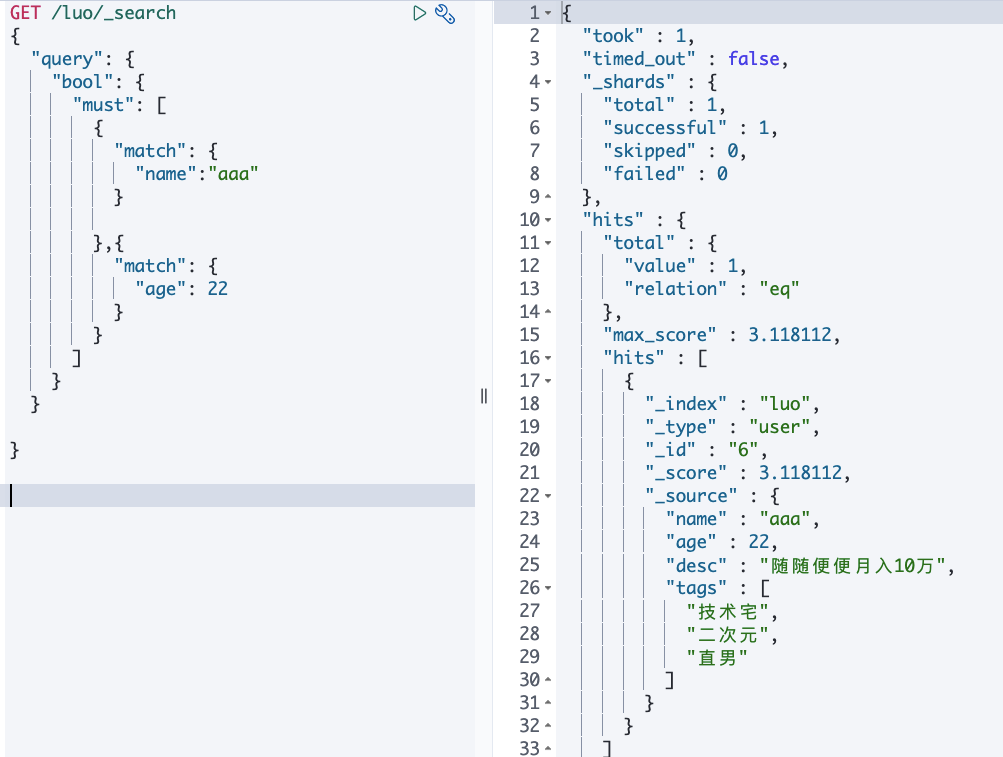 GET /luo/_search
{
  "query": {
    "bool": {
      "must": [
        {
          "match": {
            "name":"aaa"
          }
        },{
          "match": {
            "age": 22
          }
        }
      ]
    }
  }
}
1 {
2   "took" : 1,
3   "timed_out" : false,
4   "_shards" : {
5     "total" : 1,
6     "successful" : 1,
7     "skipped" : 0,
8     "failed" : 0
9   },
10   "hits" : {
11     "total" : {
12       "value" : 1,
13       "relation" : "eq"
14     },
15     "max_score" : 3.118112,
16     "hits" : [
17       {
18         "_index" : "luo",
19         "_type" : "user",
20         "_id" : "6",
21         "_score" : 3.118112,
22         "_source" : {
23           "name" : "aaa",
24           "age" : 22,
25           "desc" : "随随便便月入10万",
26           "tags" : [
27             "技术宅",
28             "二次元",
29             "直男"
30           ]
31         }
32       }
33     ]